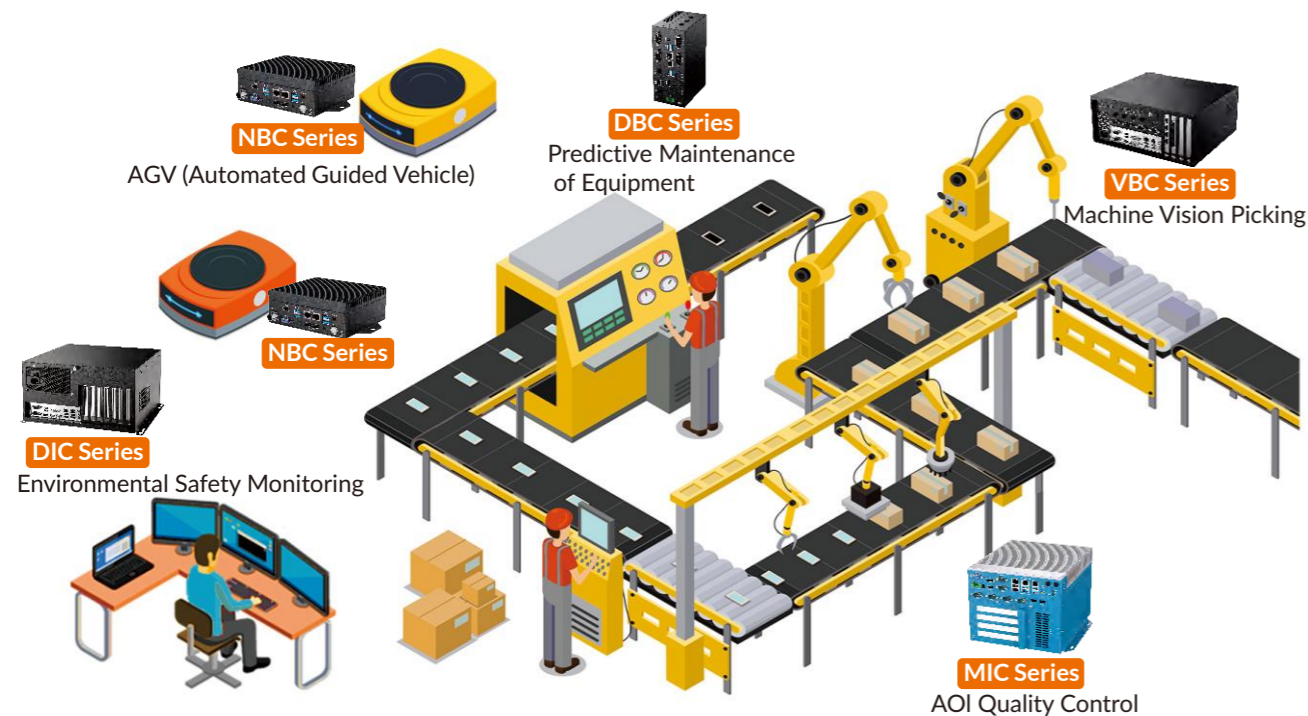 NBC Series
AGV (Automated Guided Vehicle)
DBC Series
Predictive Maintenance
of Equipment
VBC Series
Machine Vision Picking
NBC Series
DIC Series
Environmental Safety Monitoring
MIC Series
AOI Quality Control